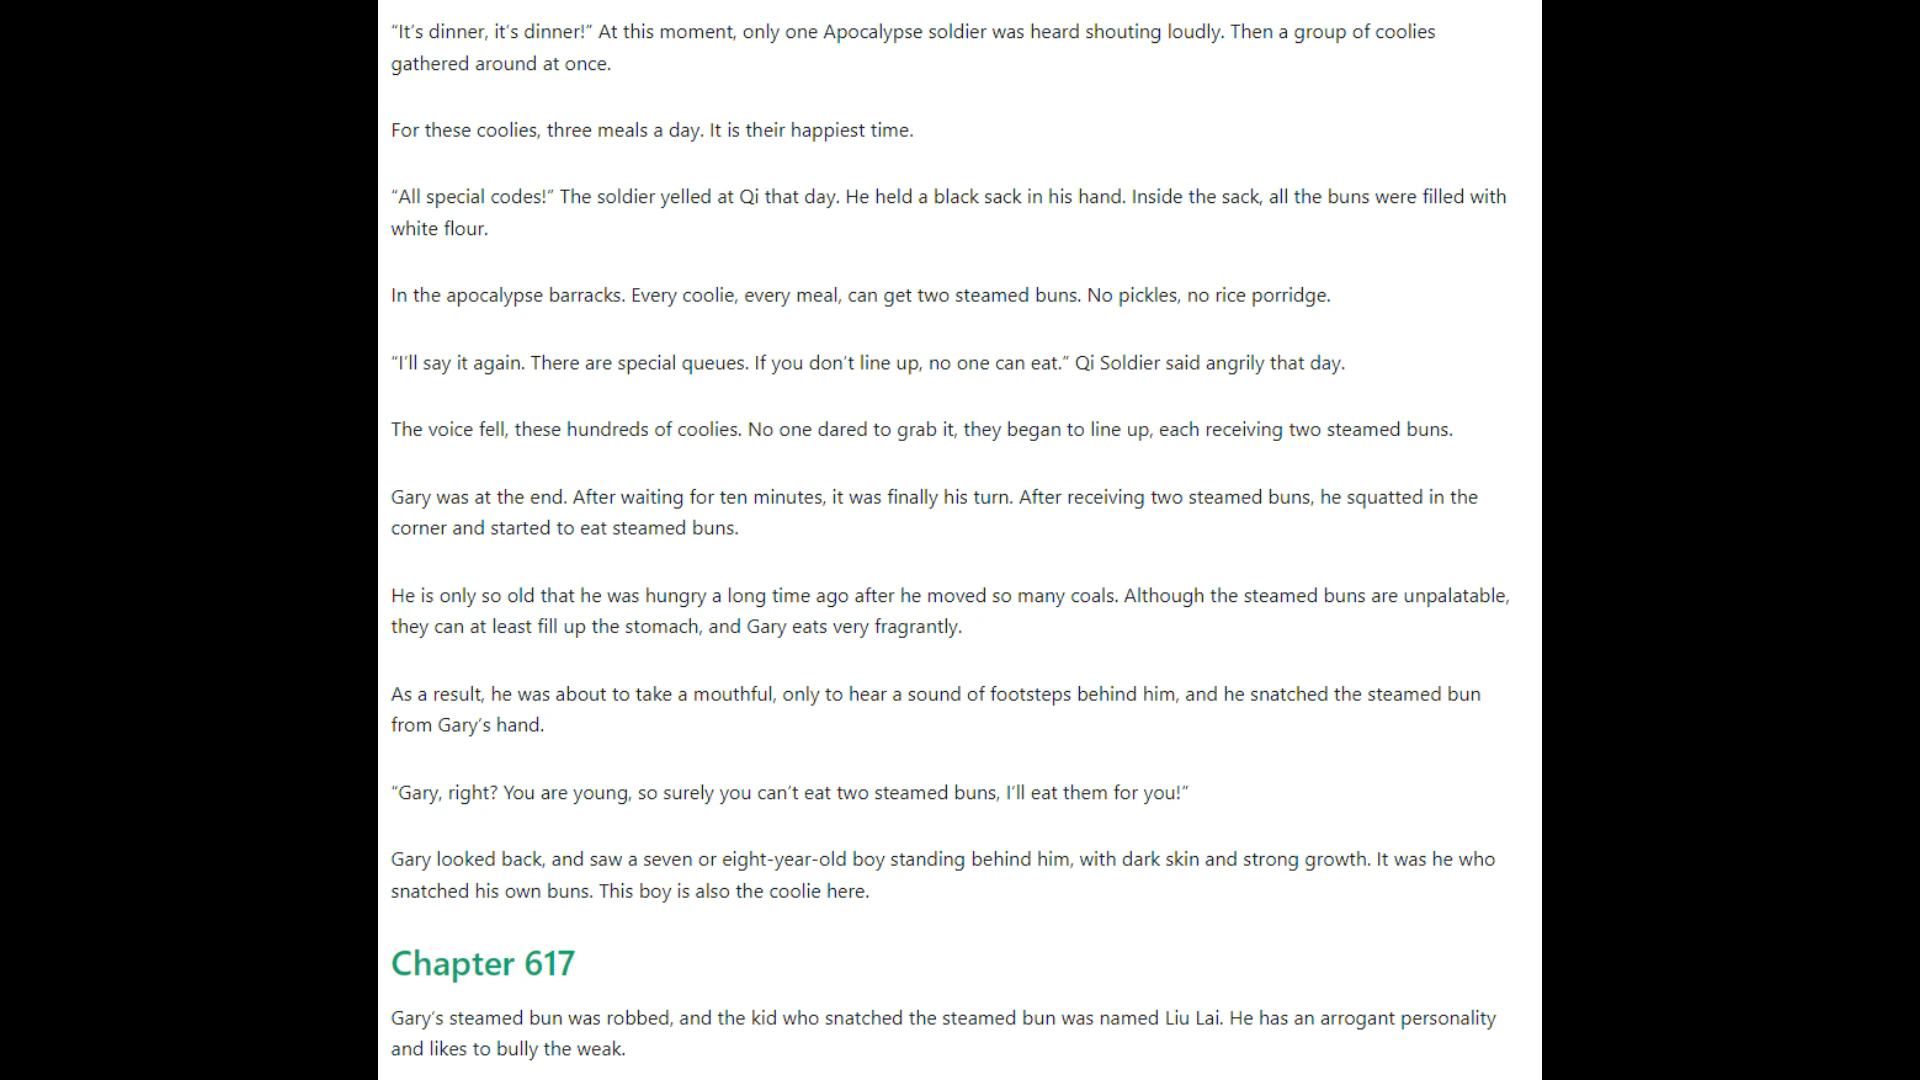 “It’s dinner, it’s dinner!” At this moment, only one Apocalypse soldier was heard shouting loudly. Then a group of coolies
gathered around at once.
For these coolies, three meals a day. It is their happiest time.
“All special codes!” The soldier yelled at Qi that day. He held a black sack in his hand. Inside the sack, all the buns were filled with
white flour.
In the apocalypse barracks. Every coolie, every meal, can get two steamed buns. No pickles, no rice porridge.
“I’ll say it again. There are special queues. If you don’t line up, no one can eat.” Qi Soldier said angrily that day.
The voice fell, these hundreds of coolies. No one dared to grab it, they began to line up, each receiving two steamed buns.
Gary was at the end. After waiting for ten minutes, it was finally his turn. After receiving two steamed buns, he squatted in the
corner and started to eat steamed buns.
He is only so old that he was hungry a long time ago after he moved so many coals. Although the steamed buns are unpalatable,
they can at least fill up the stomach, and Gary eats very fragrantly.
As a result, he was about to take a mouthful, only to hear a sound of footsteps behind him, and he snatched the steamed bun
from Gary’s hand.
“Gary, right? You are young, so surely you can’t eat two steamed buns, I’ll eat them for you!”
Gary looked back, and saw a seven or eight-year-old boy standing behind him, with dark skin and strong growth. It was he who
snatched his own buns. This boy is also the coolie here.
Chapter 617
Gary’s steamed bun was robbed, and the kid who snatched the steamed bun was named Liu Lai. He has an arrogant personality
and likes to bully the weak.